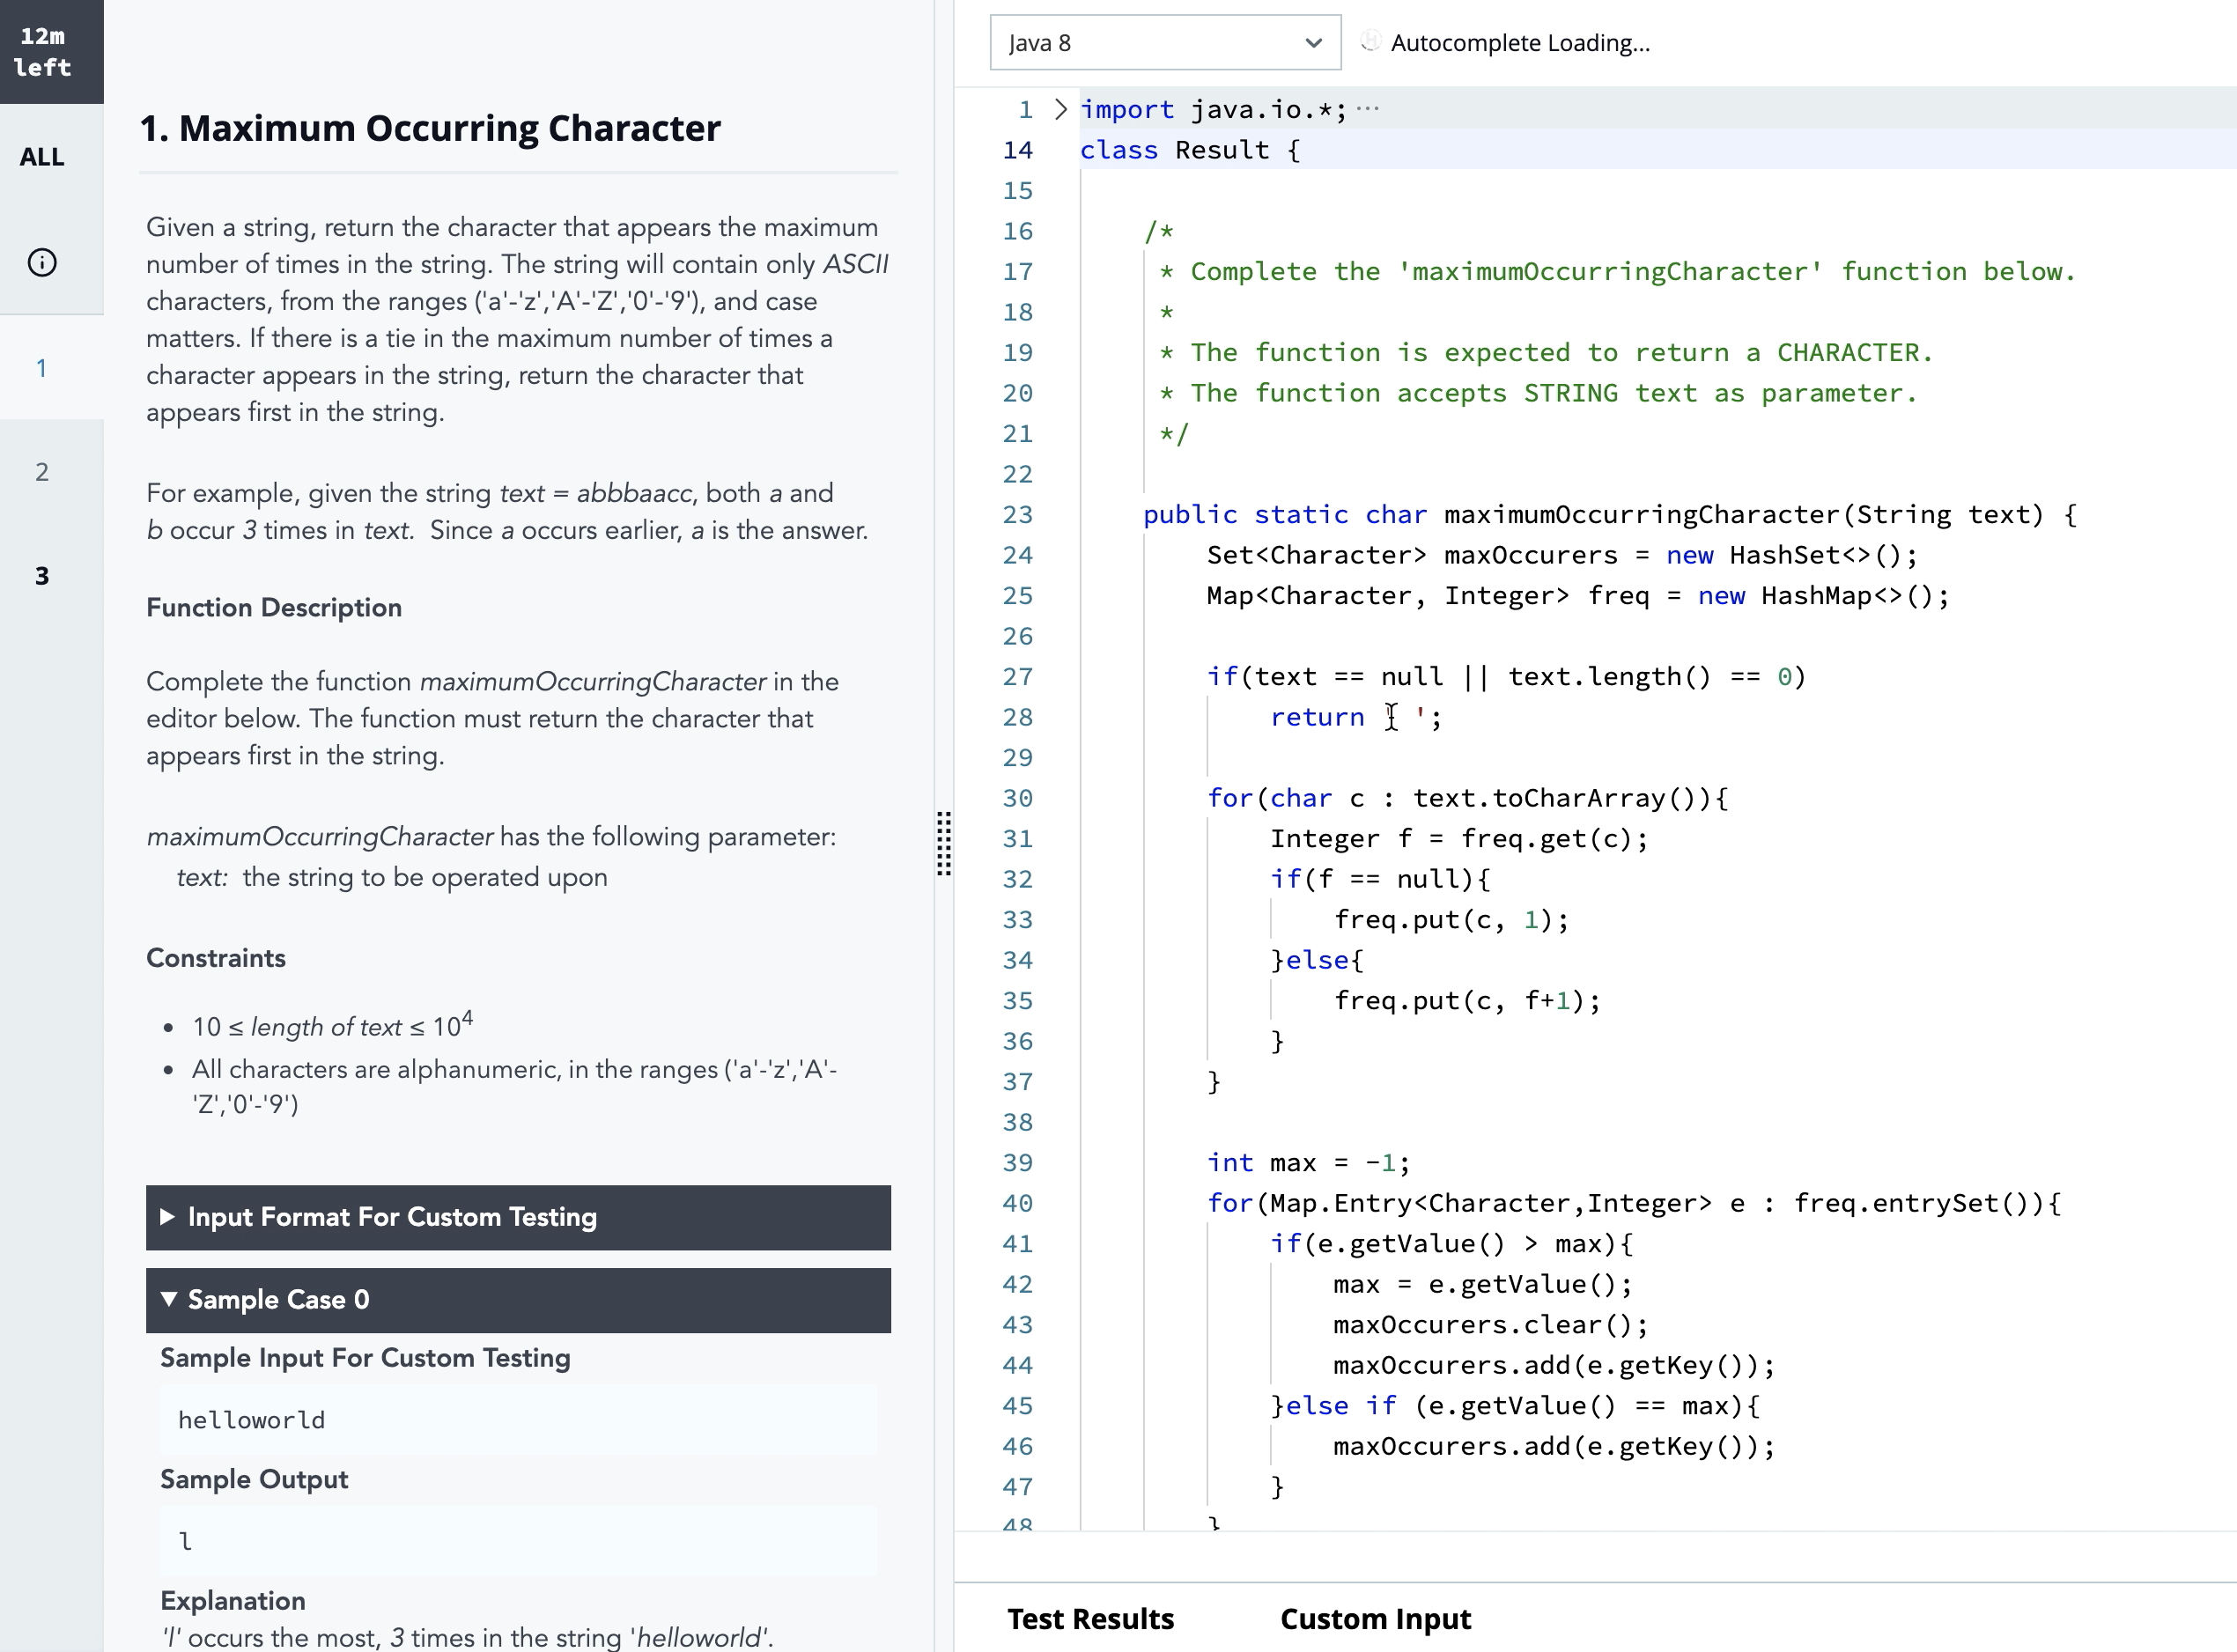 12m
left
ALL
1
2
3
1. Maximum Occurring Character
Given a string, return the character that appears the maximum
number of times in the string. The string will contain only ASCII
characters, from the ranges ('a'-'z','A'-'Z','0'-'9'), and case
matters. If there is a tie in the maximum number of times a
character appears in the string, return the character that
appears first in the string.
For example, given the string text = abbbaacc, both a and
b occur 3 times in text.  Since a occurs earlier, a is the answer.
Function Description
Complete the function maximumOccurringCharacter in the
editor below. The function must return the character that
appears first in the string.
maximumOccurringCharacter has the following parameter:
text:  the string to be operated upon
Constraints
• 10 ≤ length of text ≤ 10⁴
• All characters are alphanumeric, in the ranges ('a'-'z','A'-
'Z','0'-'9')
▶ Input Format For Custom Testing
▼ Sample Case 0
Sample Input For Custom Testing
helloworld
Sample Output
l
Explanation
'l' occurs the most, 3 times in the string 'helloworld'.
Java 8
Autocomplete Loading...
1 > import java.io.*; ···
14 class Result {
15
16 /*
17 * Complete the 'maximumOccurringCharacter' function below.
18 *
19 * The function is expected to return a CHARACTER.
20 * The function accepts STRING text as parameter.
21 */
22
23 public static char maximumOccurringCharacter(String text) {
24 Set<Character> maxOccurers = new HashSet<>();
25 Map<Character, Integer> freq = new HashMap<>();
26
27 if(text == null || text.length() == 0)
28 return ' ';
29
30 for(char c : text.toCharArray()){
31 Integer f = freq.get(c);
32 if(f == null){
33 freq.put(c, 1);
34 }else{
35 freq.put(c, f+1);
36 }
37 }
38
39 int max = -1;
40 for(Map.Entry<Character,Integer> e : freq.entrySet()){
41 if(e.getValue() > max){
42 max = e.getValue();
43 maxOccurers.clear();
44 maxOccurers.add(e.getKey());
45 }else if (e.getValue() == max){
46 maxOccurers.add(e.getKey());
47 }
48 }
Test Results
Custom Input